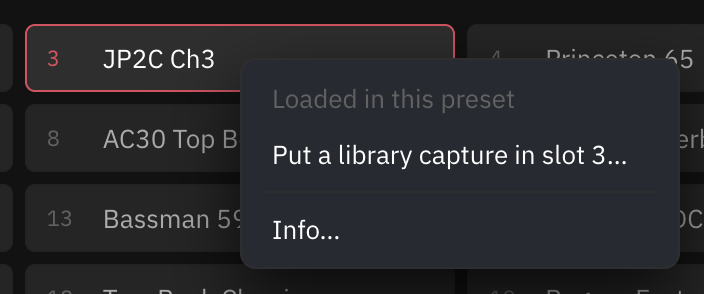 3 JP2C Ch3
4 Princeton 65
Loaded in this preset
8 AC30 Top
Put a library capture in slot 3...
13 Bassman 59
Info...